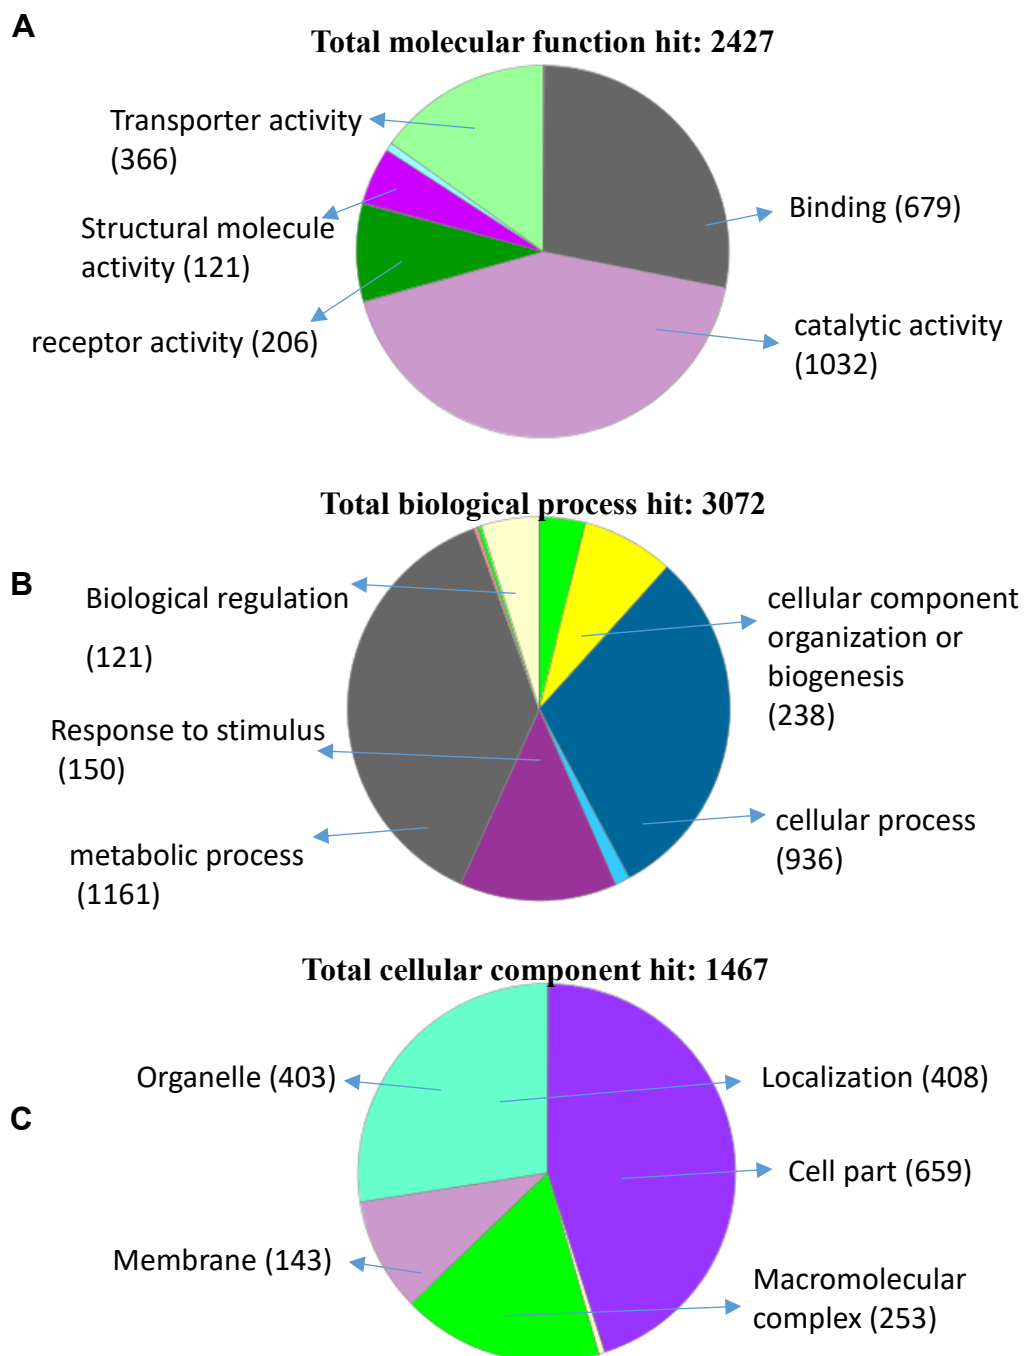 A
Total molecular function hit: 2427
Transporter activity
(366)
Structural molecule
activity (121)
receptor activity (206)
Binding (679)
catalytic activity
(1032)
Total biological process hit: 3072
B
Biological regulation
(121)
Response to stimulus
(150)
metabolic process
(1161)
cellular component
organization or
biogenesis
(238)
cellular process
(936)
Total cellular component hit: 1467
C
Organelle (403)
Membrane (143)
Localization (408)
Cell part (659)
Macromolecular
complex (253)